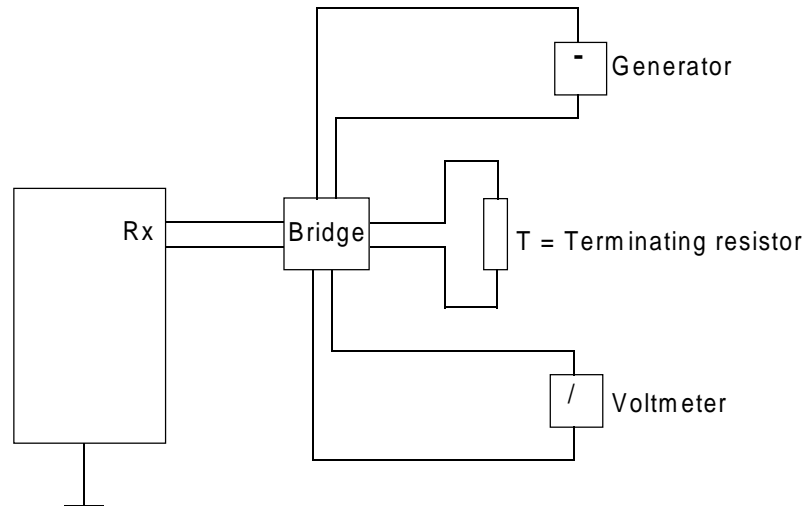 -
Generator
Rx
Bridge
T = Terminating resistor
/
Voltmeter